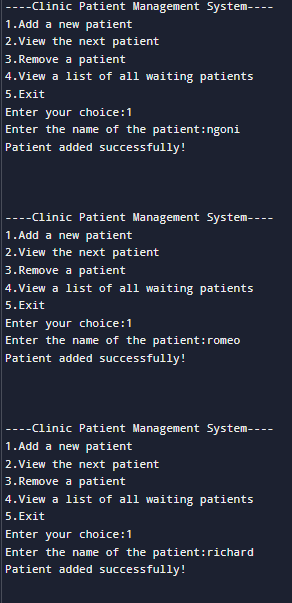 ----Clinic Patient Management System----
1.Add a new patient
2.View the next patient
3.Remove a patient
4.View a list of all waiting patients
5.Exit
Enter your choice:1
Enter the name of the patient:ngoni
Patient added successfully!
----Clinic Patient Management System----
1.Add a new patient
2.View the next patient
3.Remove a patient
4.View a list of all waiting patients
5.Exit
Enter your choice:1
Enter the name of the patient:romeo
Patient added successfully!
----Clinic Patient Management System----
1.Add a new patient
2.View the next patient
3.Remove a patient
4.View a list of all waiting patients
5.Exit
Enter your choice:1
Enter the name of the patient:richard
Patient added successfully!